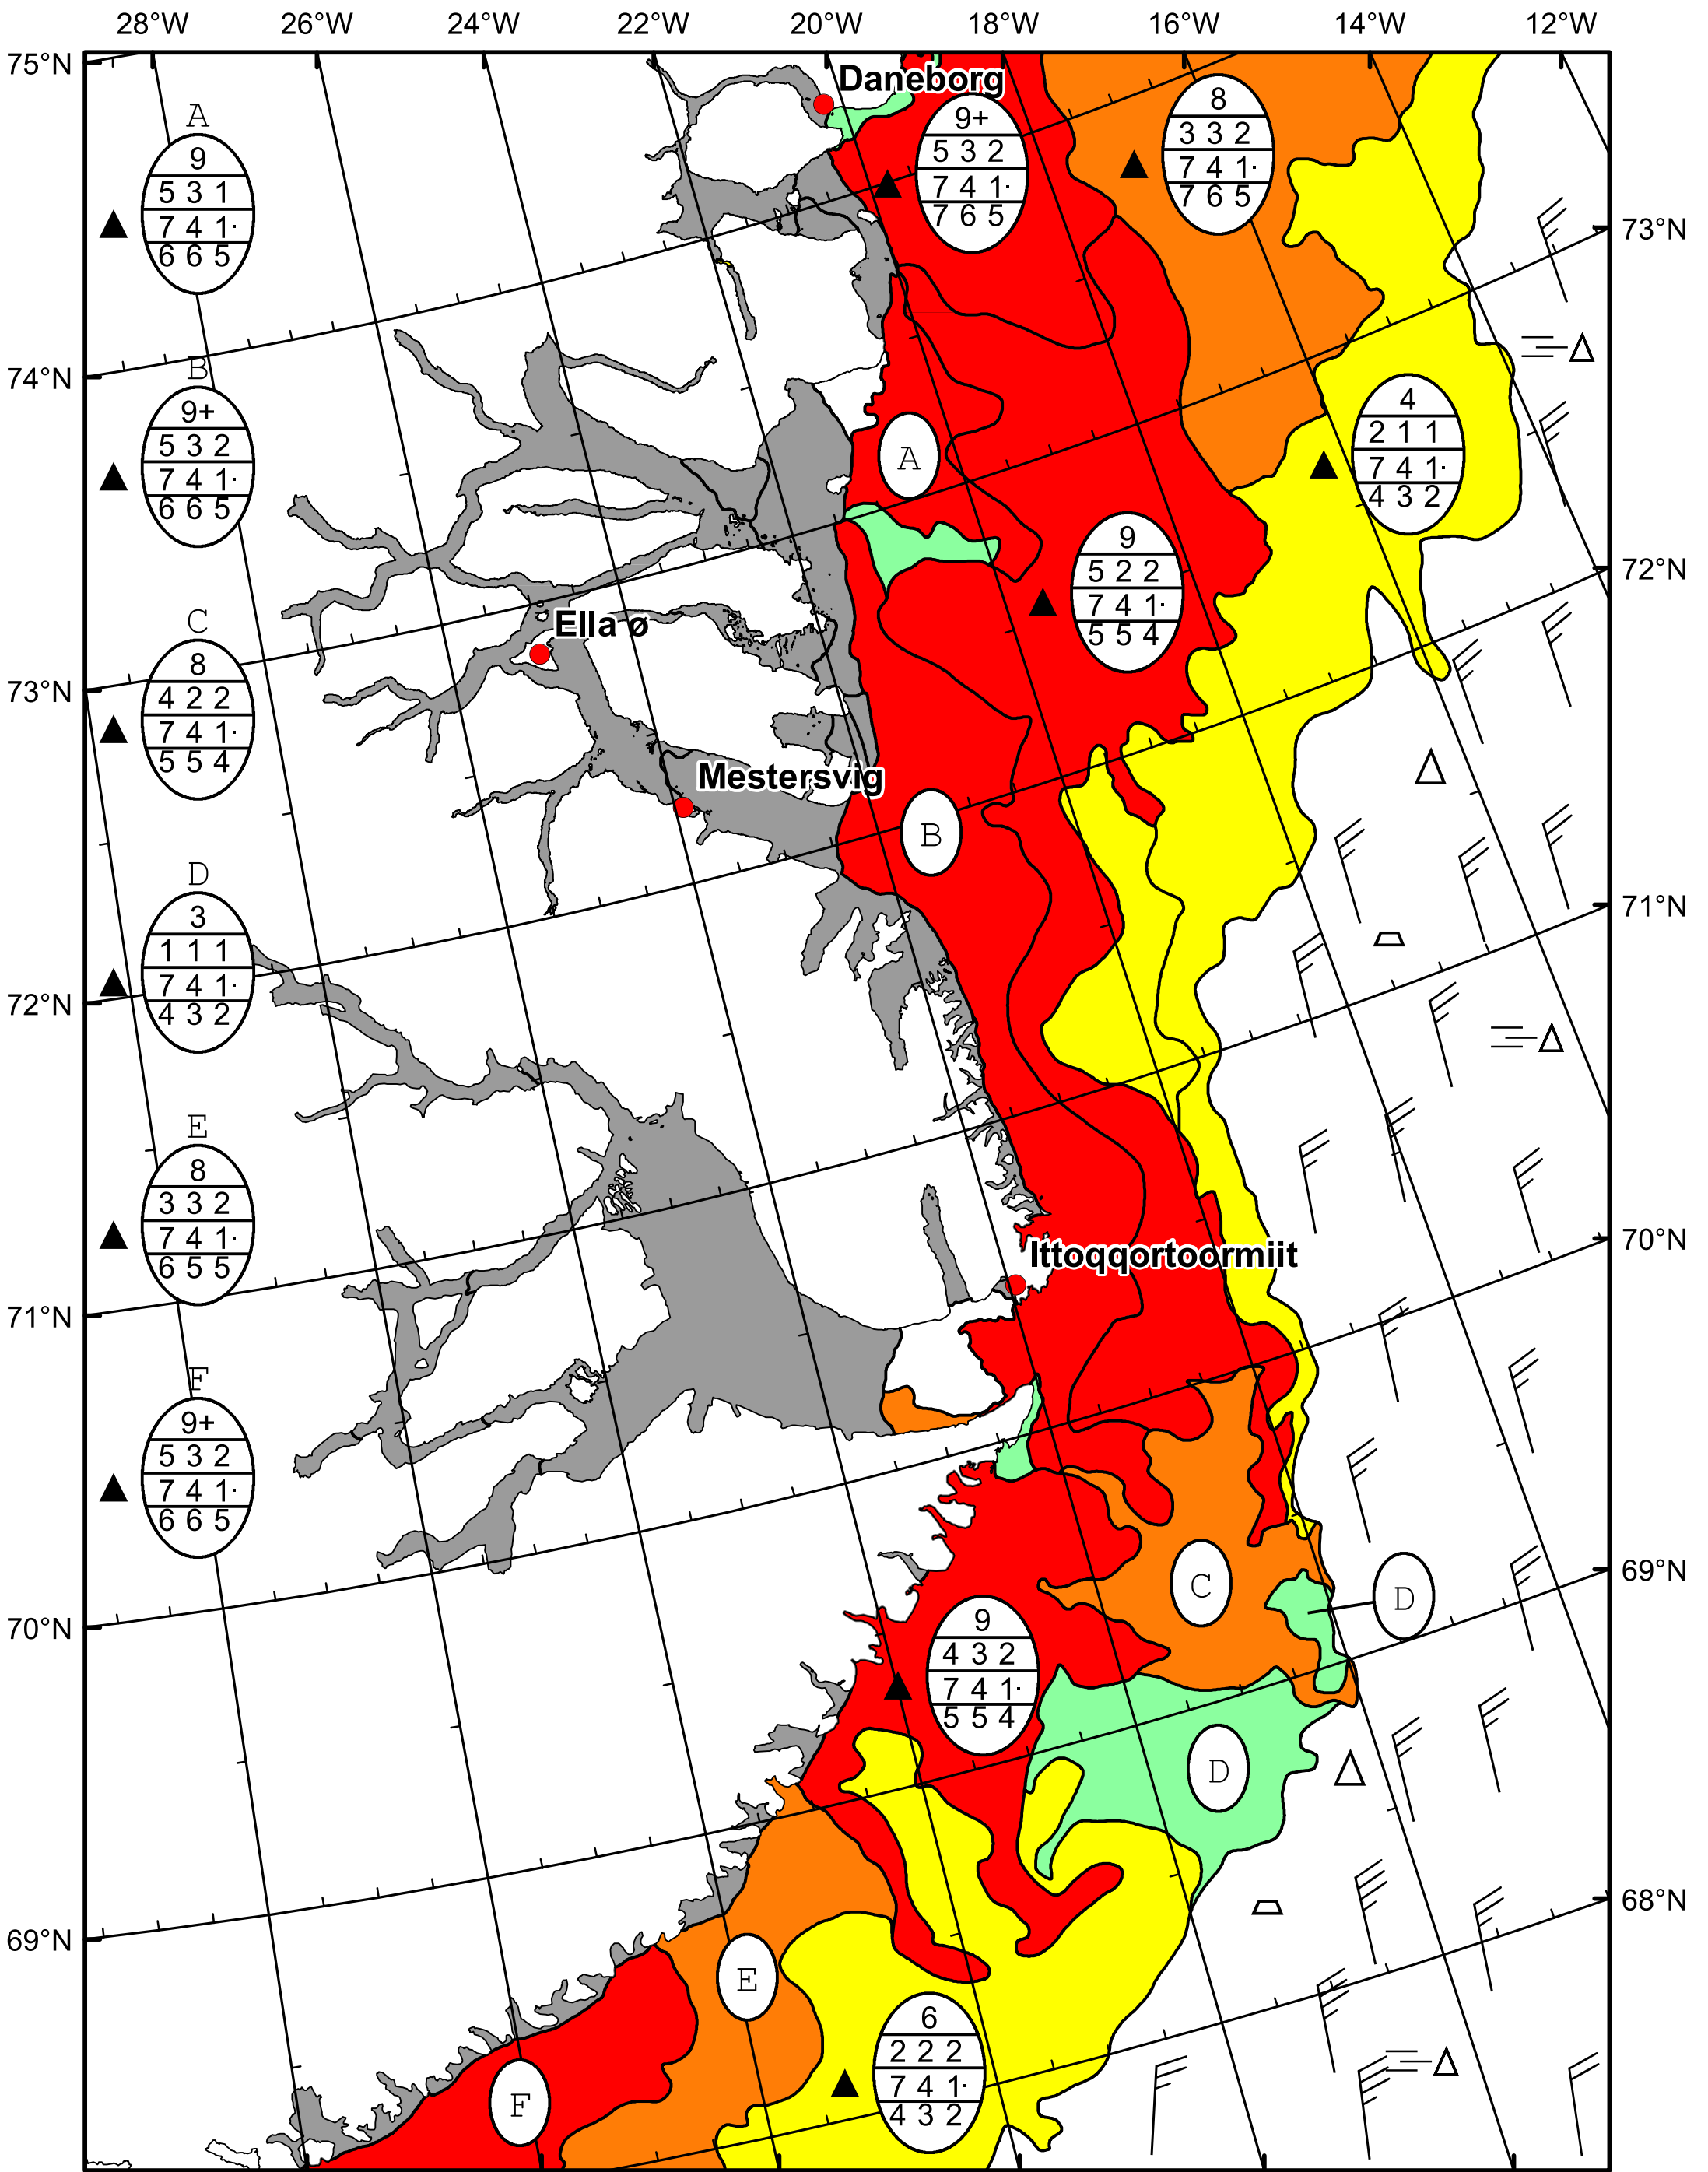 28°W 26°W 24°W 22°W 20°W 18°W 16°W 14°W 12°W
75°N
Daneborg
A
9
5 3 1
7 4 1·
6 6 5
9+
5 3 2
7 4 1·
7 6 5
8
3 3 2
7 4 1·
7 6 5
73°N
74°N
B
9+
5 3 2
7 4 1·
6 6 5
4
2 1 1
7 4 1·
4 3 2
A
9
5 2 2
7 4 1·
5 5 4
72°N
Ella ø
C
8
4 2 2
7 4 1·
5 5 4
73°N
Mestersvig
B
71°N
D
3
1 1 1
7 4 1·
4 3 2
72°N
E
8
3 3 2
7 4 1·
6 5 5
70°N
Ittoqqortoormiit
71°N
F
9+
5 3 2
7 4 1·
6 6 5
69°N
C
D
70°N
9
4 3 2
7 4 1·
5 5 4
D
68°N
69°N
E
6
2 2 2
7 4 1·
4 3 2
F